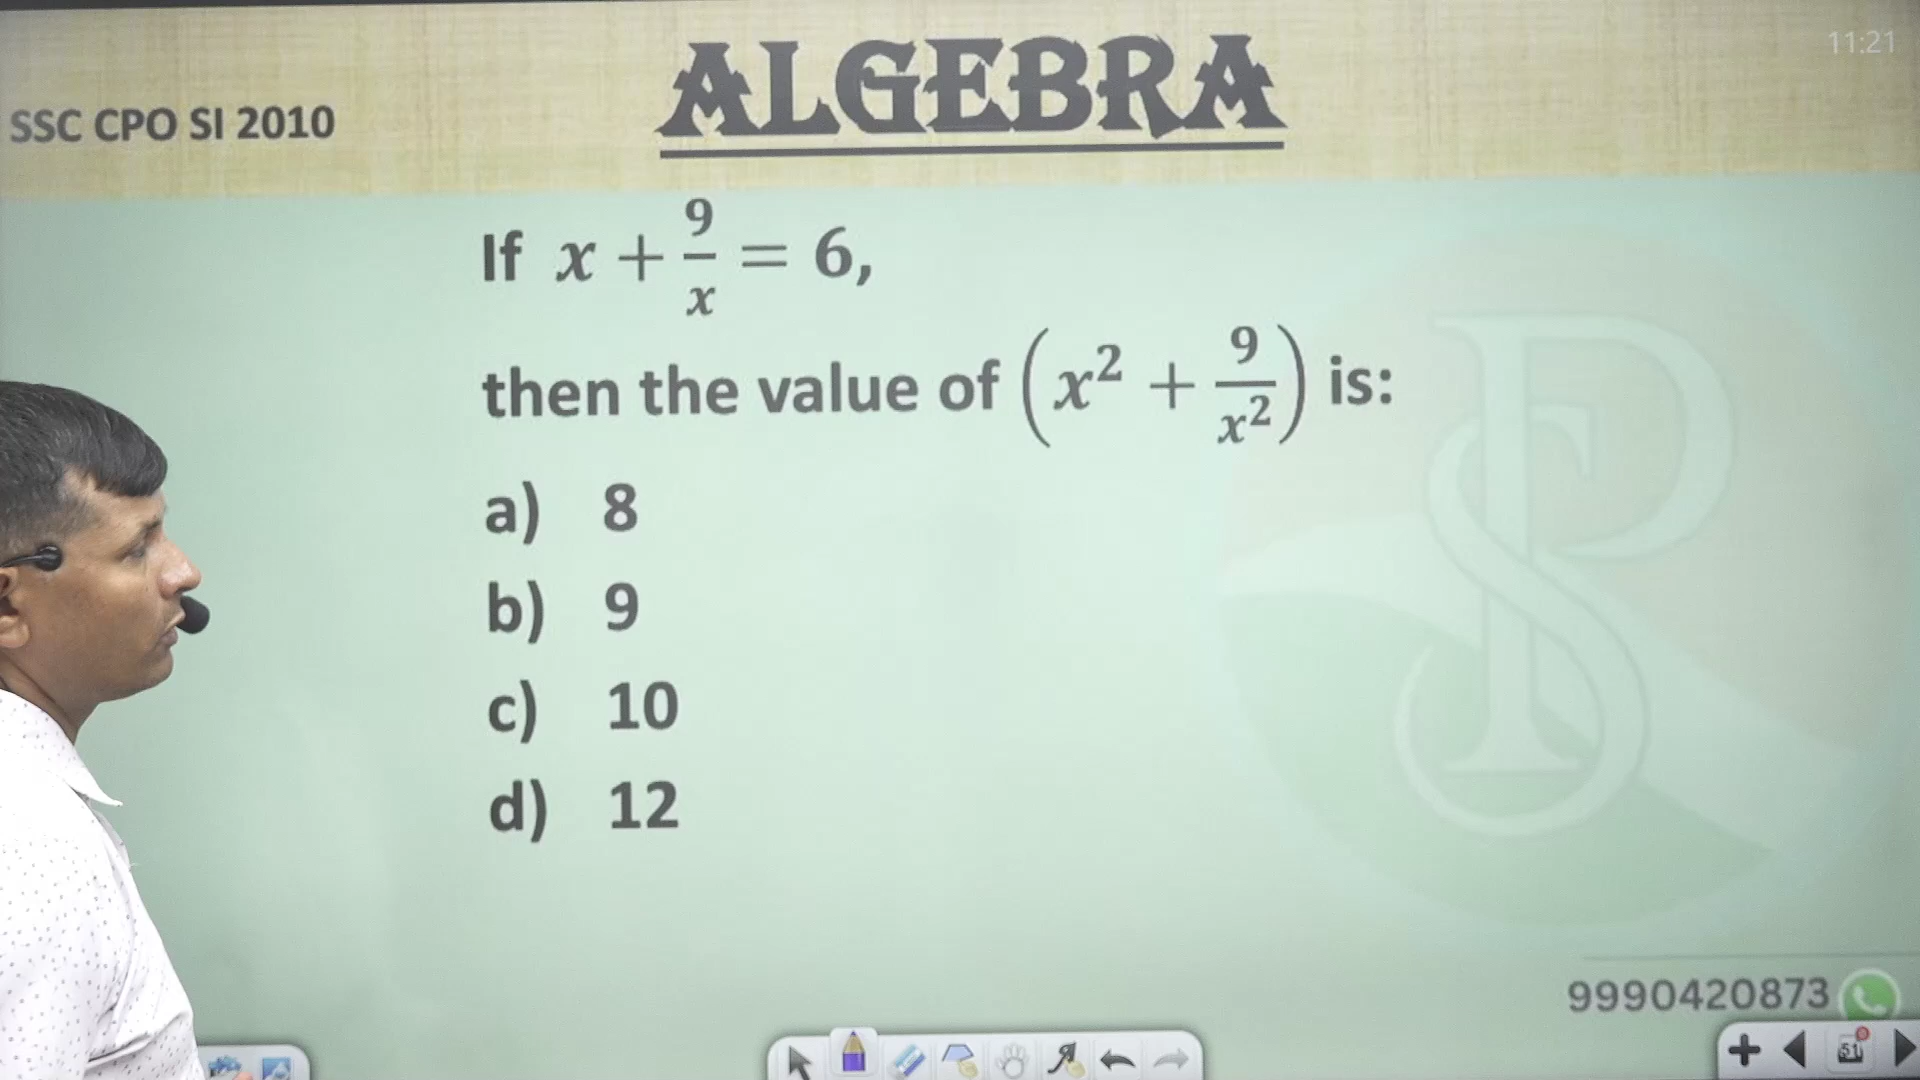 11:21
ALGEBRA
SSC CPO SI 2010
If x + 9/x = 6,
then the value of (x² + 9/x²) is:
a) 8
b) 9
c) 10
d) 12
9990420873
51